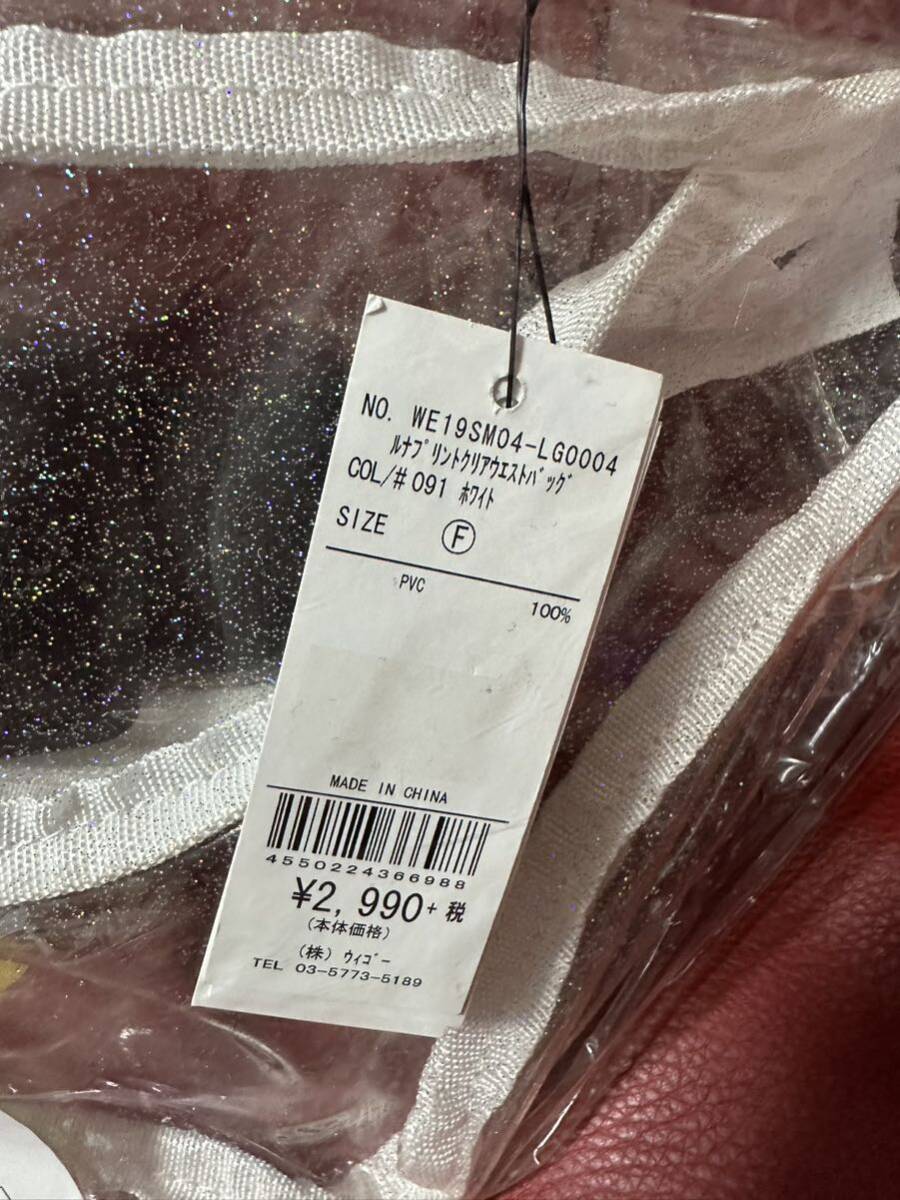 NO. WE19SM04-LG0004
ﾙﾅﾌﾟﾘﾝﾄｸﾘｱｳｴｽﾄﾊﾞｯｸﾞ
COL/# 091 ﾎﾜｲﾄ
SIZE Ⓕ
PVC 100%
MADE IN CHINA
4550224366988
¥2,990+税
(本体価格)
(株) ｳｨｺﾞｰ
TEL 03-5773-5189